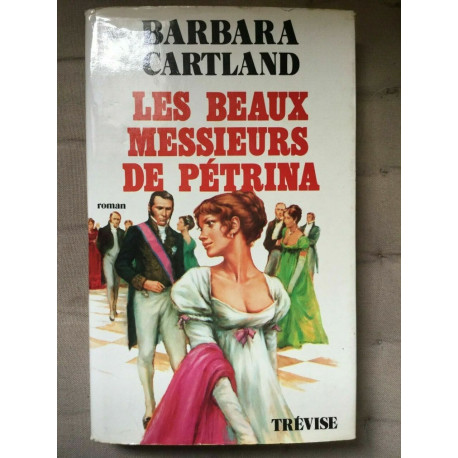 BARBARA
CARTLAND
LES BEAUX
MESSIEURS
DE PÉTRINA
roman
TRÉVISE